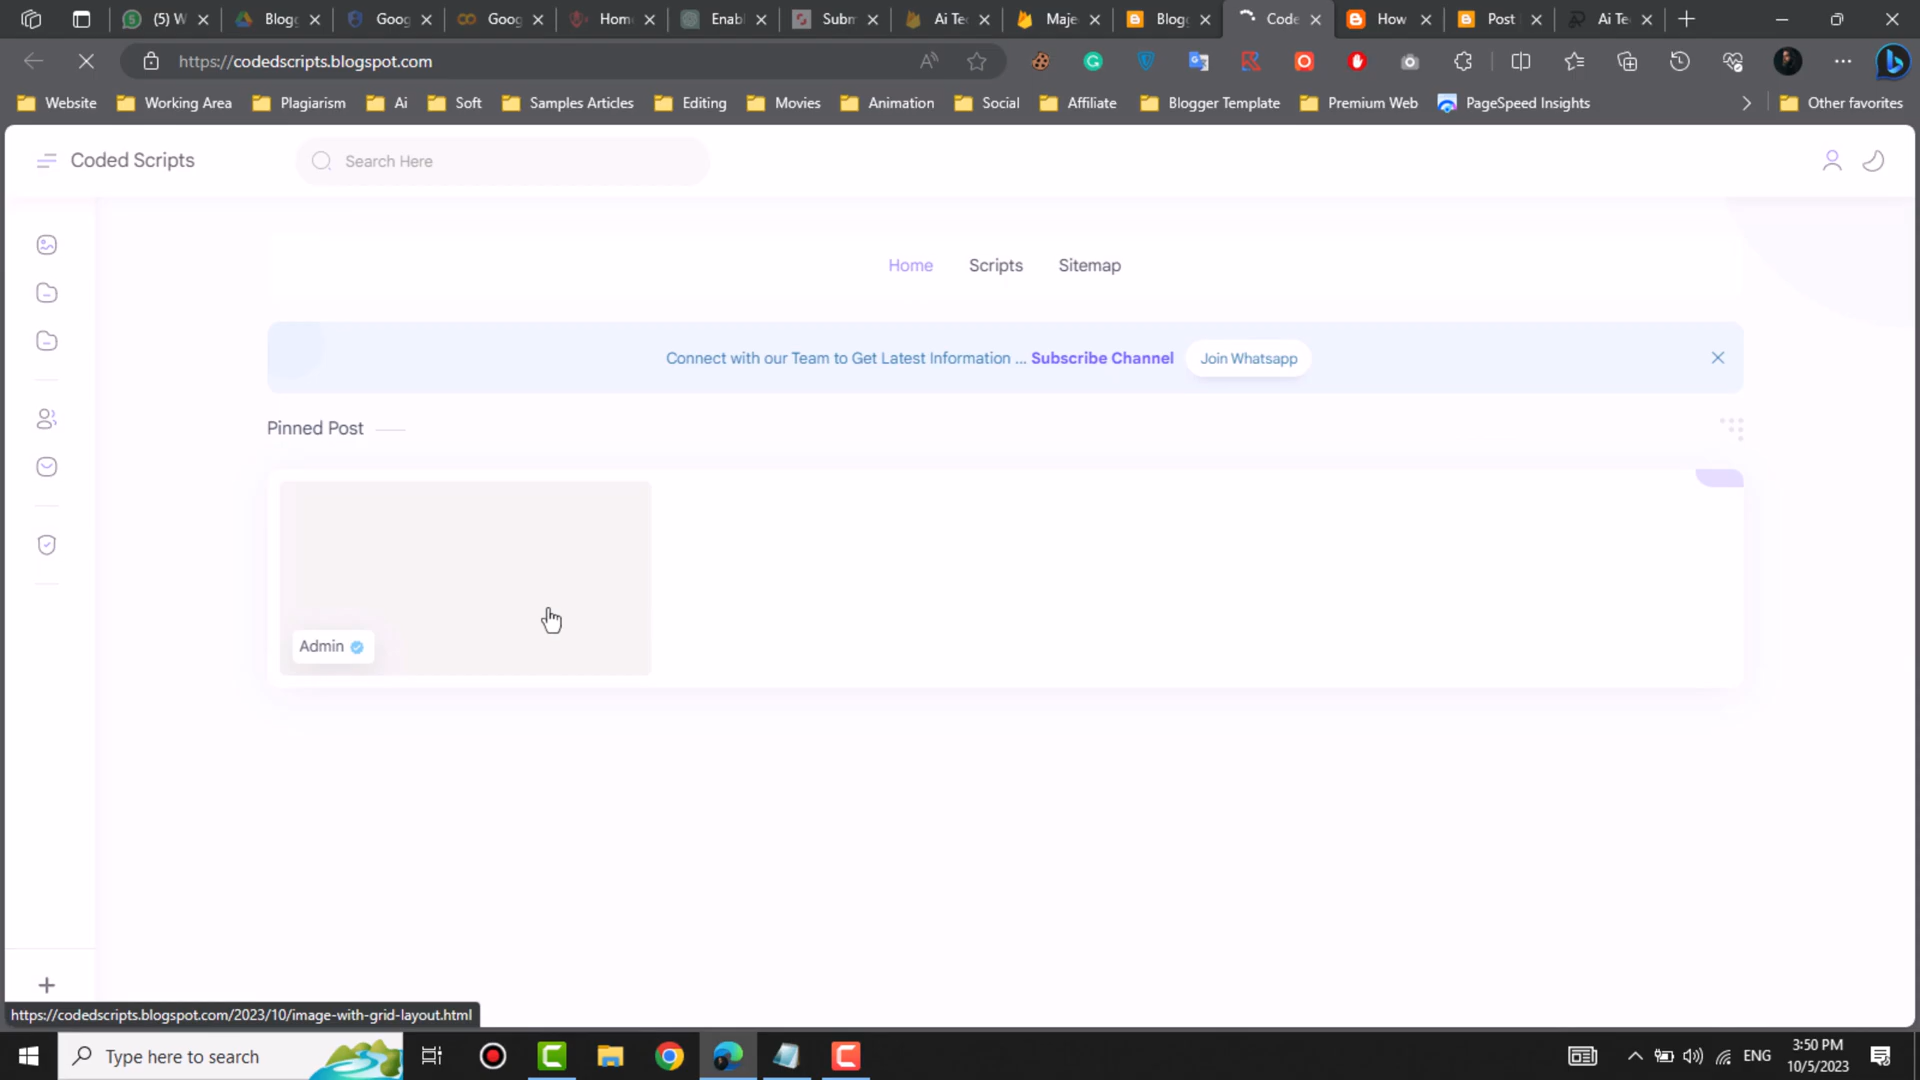 (5) W
Blogg
Goog
Goog
Hom
Enab
Subm
Ai Tec
Maje
Blogg
Code
How
Post
Ai Te
https://codedscripts.blogspot.com
Website
Working Area
Plagiarism
Ai
Soft
Samples Articles
Editing
Movies
Animation
Social
Affiliate
Blogger Template
Premium Web
PageSpeed Insights
Other favorites
Coded Scripts
Search Here
Home
Scripts
Sitemap
Connect with our Team to Get Latest Information ... Subscribe Channel
Join Whatsapp
Pinned Post
Admin
https://codedscripts.blogspot.com/2023/10/image-with-grid-layout.html
Type here to search
ENG
3:50 PM
10/5/2023